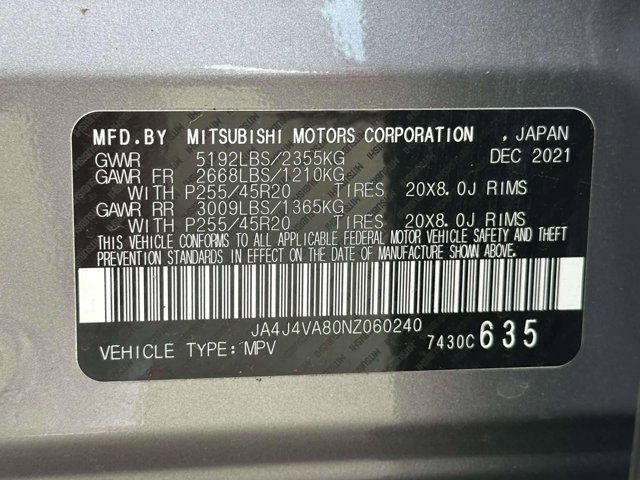 MFD.BY MITSUBISHI MOTORS CORPORATION , JAPAN
GVWR 5192LBS/2355KG DEC 2021
GAWR FR 2668LBS/1210KG
WITH P255/45R20 TIRES 20X8.0J RIMS
GAWR RR 3009LBS/1365KG
WITH P255/45R20 TIRES 20X8.0J RIMS
THIS VEHICLE CONFORMS TO ALL APPLICABLE FEDERAL MOTOR VEHICLE SAFETY AND THEFT
PREVENTION STANDARDS IN EFFECT ON THE DATE OF MANUFACTURE SHOWN ABOVE.
JA4J4VA80NZ060240
VEHICLE TYPE:MPV 7430C 635